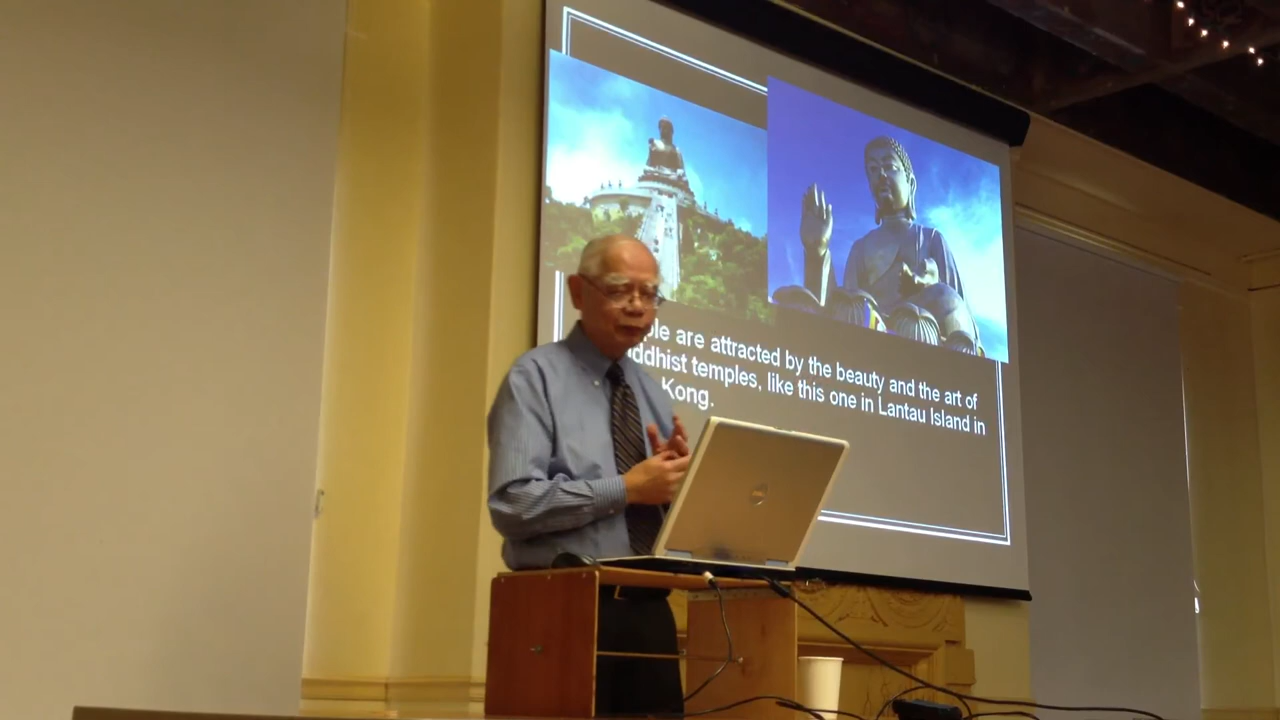 ple are attracted by the beauty and the art of
ddhist temples, like this one in Lantau Island in
Kong.